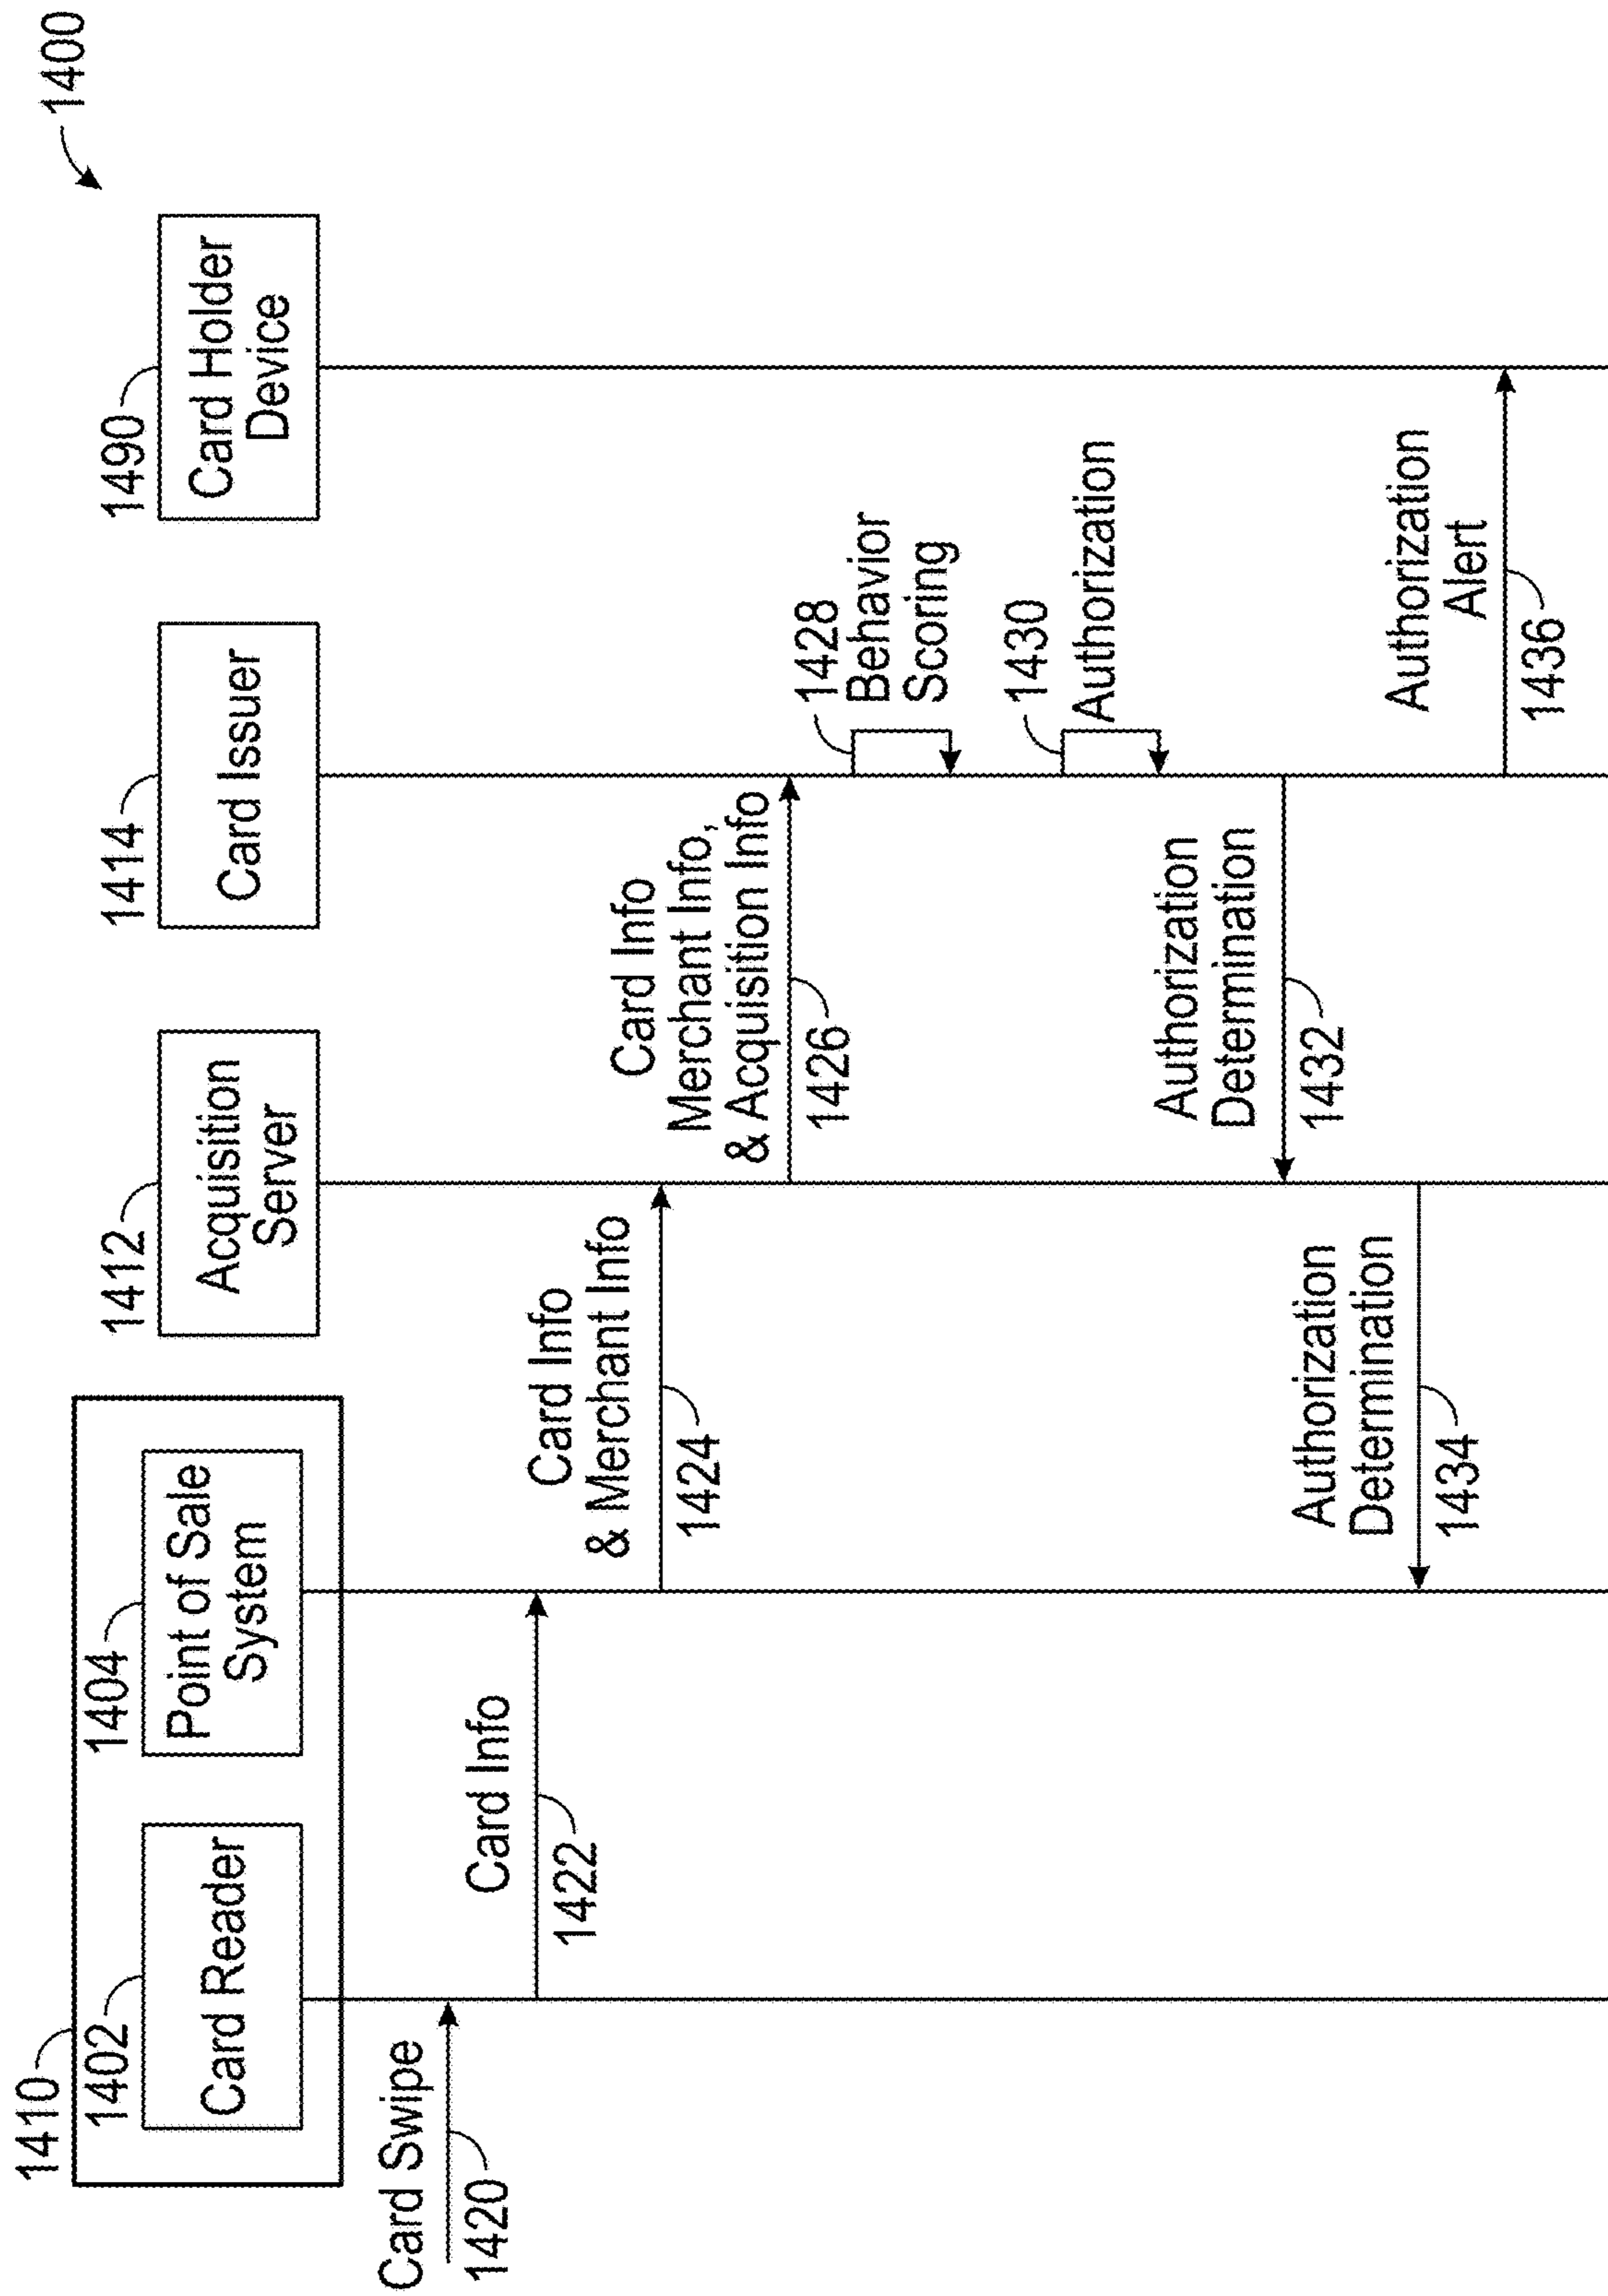 1400
1410
1402
Card Reader
1404
Point of Sale
System
1412
Acquisition
Server
1414
Card Issuer
1490
Card Holder
Device
Card Swipe
1420
Card Info
1422
Card Info
& Merchant Info
1424
Card Info
Merchant Info,
& Acquisition Info
1426
1428
Behavior
Scoring
1430
Authorization
Authorization
Determination
1432
Authorization
Determination
1434
Authorization
Alert
1436